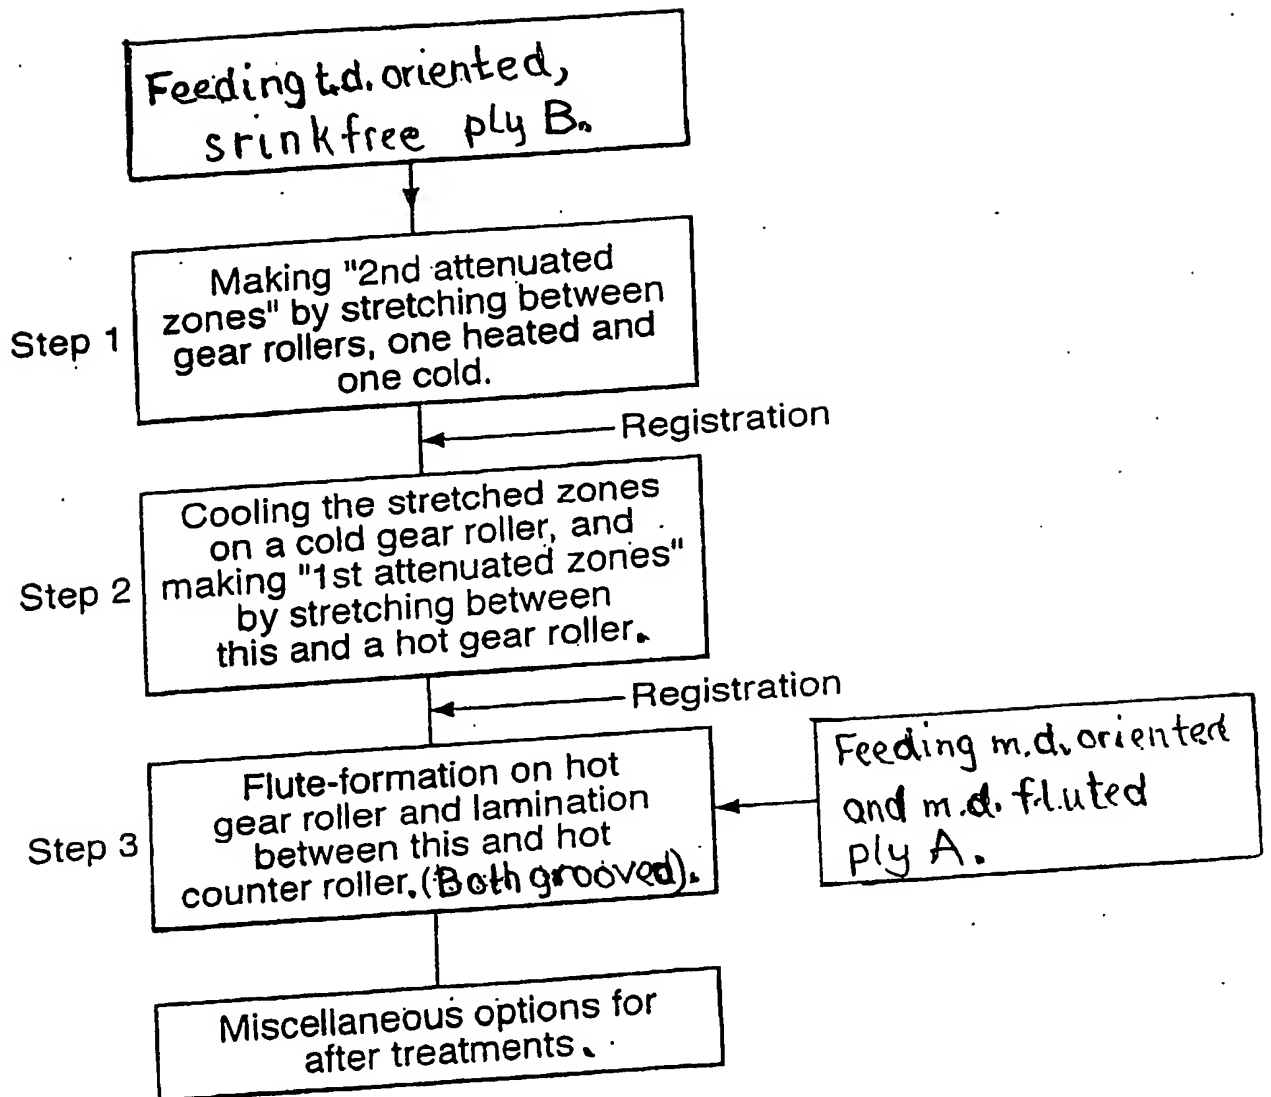 Feeding t.d. oriented,
srinkfree ply B.
Making "2nd attenuated
zones" by stretching between
gear rollers, one heated and
one cold.
Step 1
Registration
Cooling the stretched zones
on a cold gear roller, and
making "1st attenuated zones"
by stretching between
this and a hot gear roller.
Step 2
Registration
Flute-formation on hot
gear roller and lamination
between this and hot
counter roller. (Both grooved).
Step 3
Feeding m.d. oriented
and m.d. fluted
ply A.
Miscellaneous options for
after treatments.